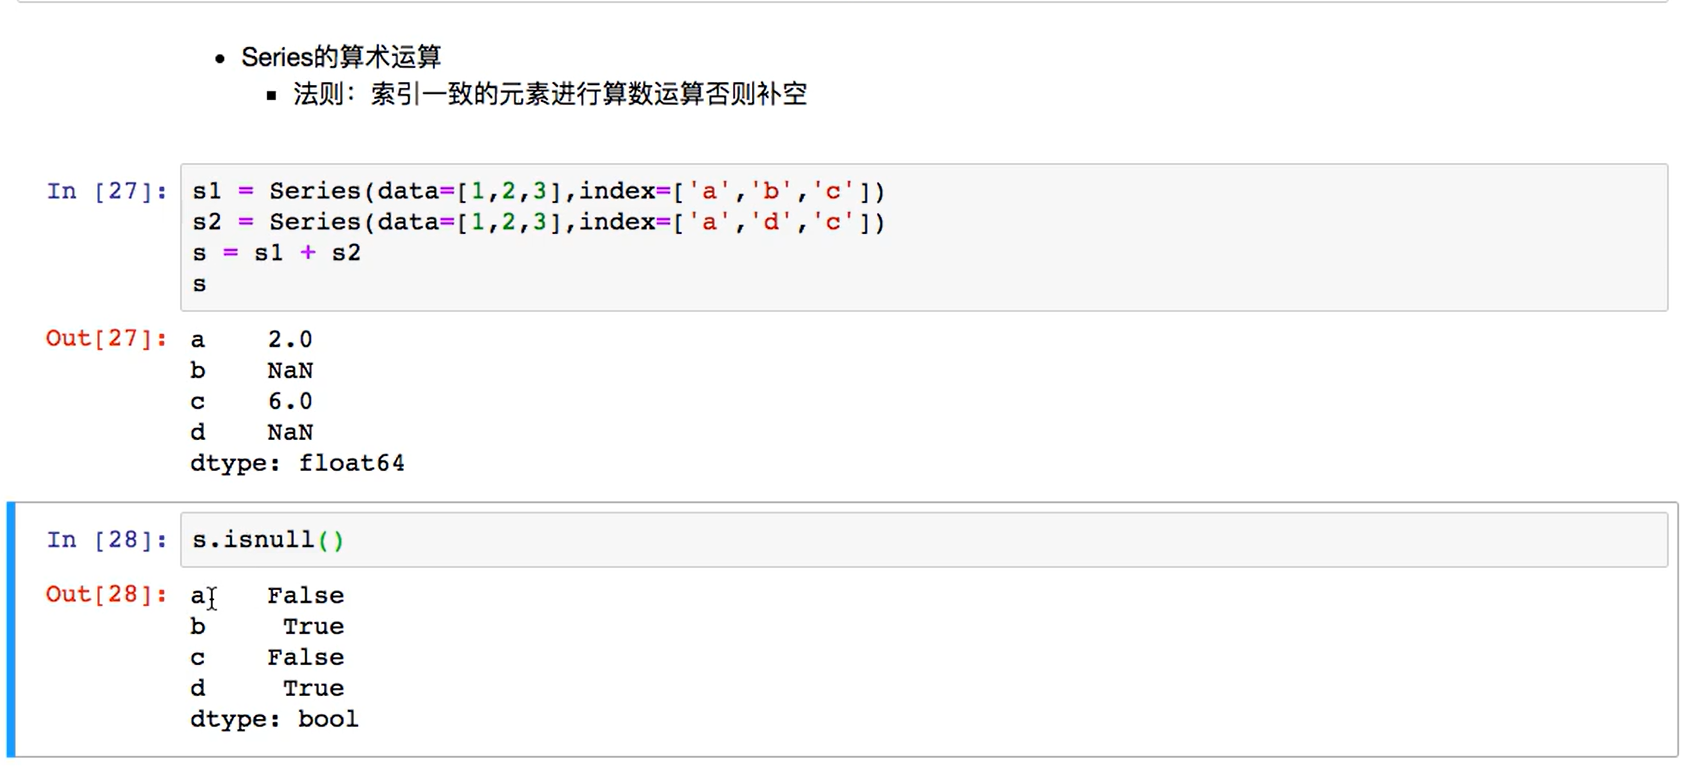 Series的算术运算
法则：索引一致的元素进行算数运算否则补空
In [27]: s1 = Series(data=[1,2,3],index=['a','b','c'])
s2 = Series(data=[1,2,3],index=['a','d','c'])
s = s1 + s2
s
Out[27]: a    2.0
b    NaN
c    6.0
d    NaN
dtype: float64
In [28]: s.isnull()
Out[28]: a    False
b     True
c    False
d     True
dtype: bool